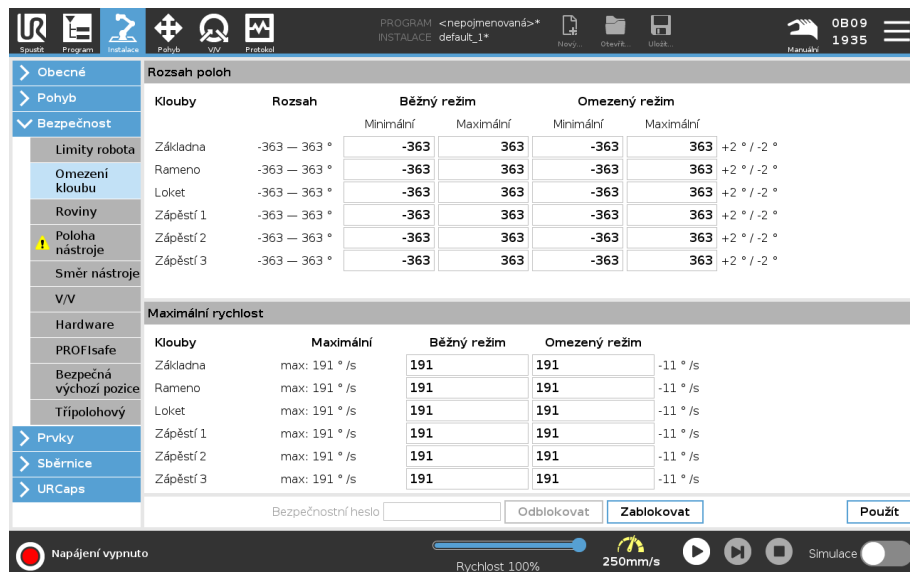 UR
PROGRAM <nepojmenovaná>*
INSTALACE default_1*
0B09
1935
Spustit Program Instalace Pohyb V/V Protokol Nový... Otevřít... Uložit... Manuální
Obecné
Pohyb
Bezpečnost
Limity robota
Omezení
kloubu
Roviny
Poloha
nástroje
Směr nástroje
V/V
Hardware
PROFIsafe
Bezpečná
výchozí pozice
Třípolohový
Prvky
Sběrnice
URCaps
Rozsah poloh
Klouby Rozsah Běžný režim Omezený režim
Minimální Maximální Minimální Maximální
Základna -363 — 363 ° -363 363 -363 363 +2 ° / -2 °
Rameno -363 — 363 ° -363 363 -363 363 +2 ° / -2 °
Loket -363 — 363 ° -363 363 -363 363 +2 ° / -2 °
Zápěstí 1 -363 — 363 ° -363 363 -363 363 +2 ° / -2 °
Zápěstí 2 -363 — 363 ° -363 363 -363 363 +2 ° / -2 °
Zápěstí 3 -363 — 363 ° -363 363 -363 363 +2 ° / -2 °
Maximální rychlost
Klouby Maximální Běžný režim Omezený režim
Základna max: 191 ° /s 191 191 -11 ° /s
Rameno max: 191 ° /s 191 191 -11 ° /s
Loket max: 191 ° /s 191 191 -11 ° /s
Zápěstí 1 max: 191 ° /s 191 191 -11 ° /s
Zápěstí 2 max: 191 ° /s 191 191 -11 ° /s
Zápěstí 3 max: 191 ° /s 191 191 -11 ° /s
Bezpečnostní heslo Odblokovat Zablokovat Použít
Napájení vypnuto
Rychlost 100%
250mm/s
Simulace